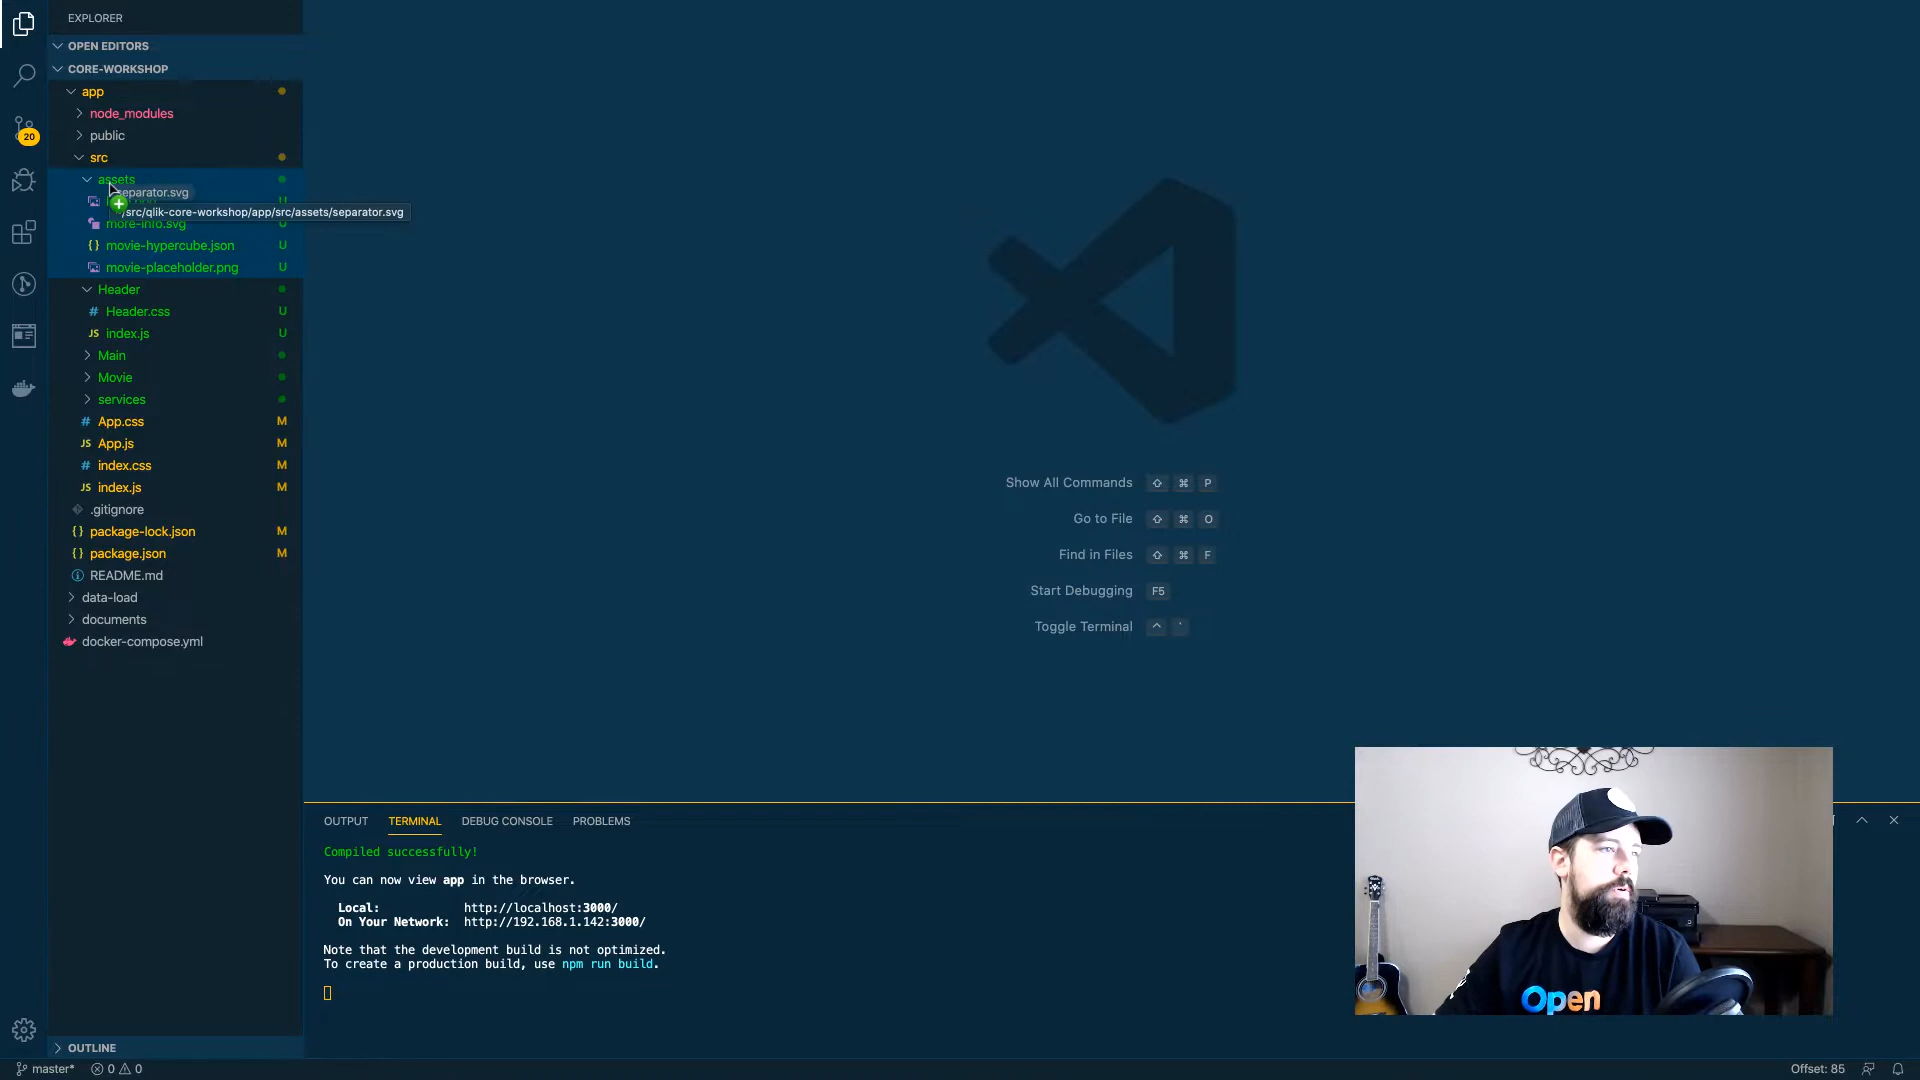 EXPLORER
OPEN EDITORS
CORE-WORKSHOP
app
node_modules
public
20
src
assets
separator.svg
~/src/qlik-core-workshop/app/src/assets/separator.svg
U
more-info.svg U
{} movie-hypercube.json U
movie-placeholder.png U
Header
# Header.css U
JS index.js U
Main
Movie
services
# App.css M
JS App.js M
# index.css M
JS index.js M
.gitignore
{} package-lock.json M
{} package.json M
README.md
data-load
documents
docker-compose.yml
Show All Commands ⇧ ⌘ P
Go to File ⇧ ⌘ O
Find in Files ⇧ ⌘ F
Start Debugging F5
Toggle Terminal ^ `
OUTPUT TERMINAL DEBUG CONSOLE PROBLEMS
Compiled successfully!
You can now view app in the browser.
Local: http://localhost:3000/
On Your Network: http://192.168.1.142:3000/
Note that the development build is not optimized.
To create a production build, use npm run build.
Open
OUTLINE
master* 0 0 Offset: 85